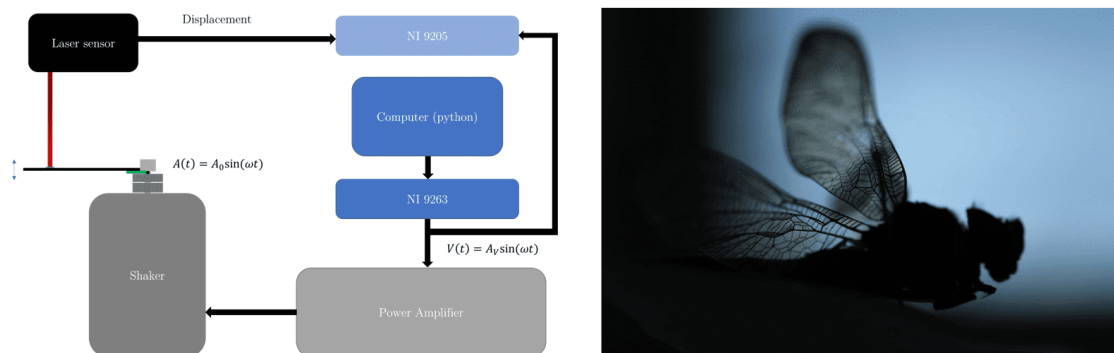 Displacement
Laser sensor
NI 9205
Computer (python)
A(t) = A₀sin(ωt)
NI 9263
V(t) = A_V sin(ωt)
Shaker
Power Amplifier